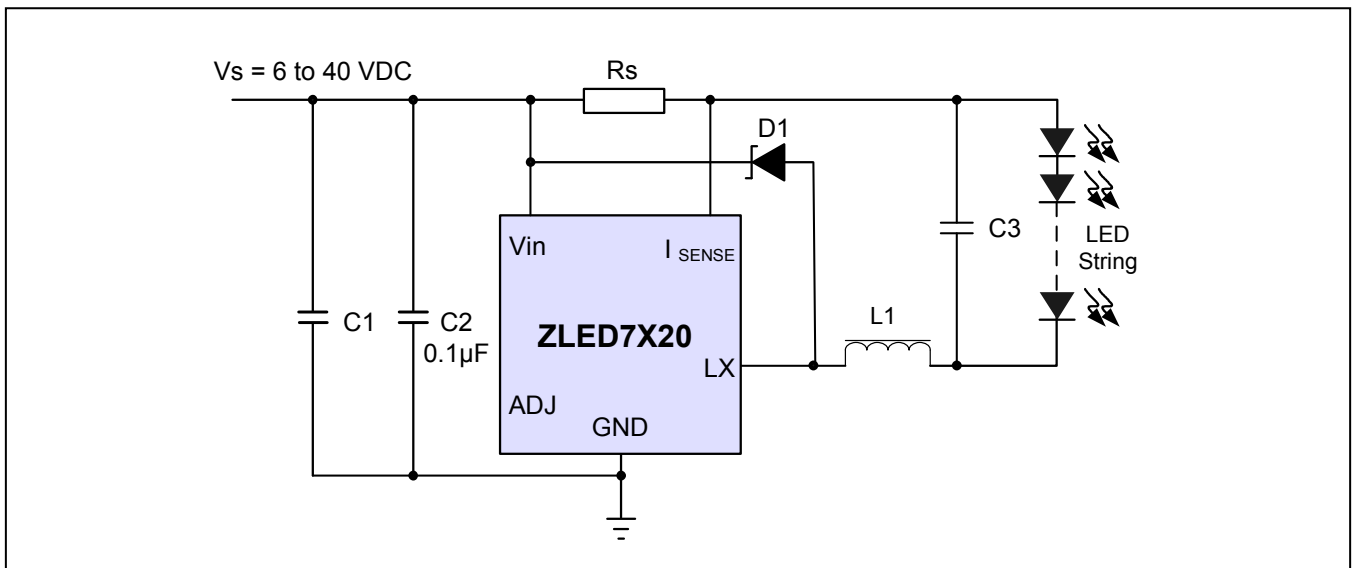 Vs = 6 to 40 VDC
Rs
D1
Vin
I SENSE
C3
LED
String
C1
C2
0.1µF
ZLED7X20
L1
LX
ADJ
GND